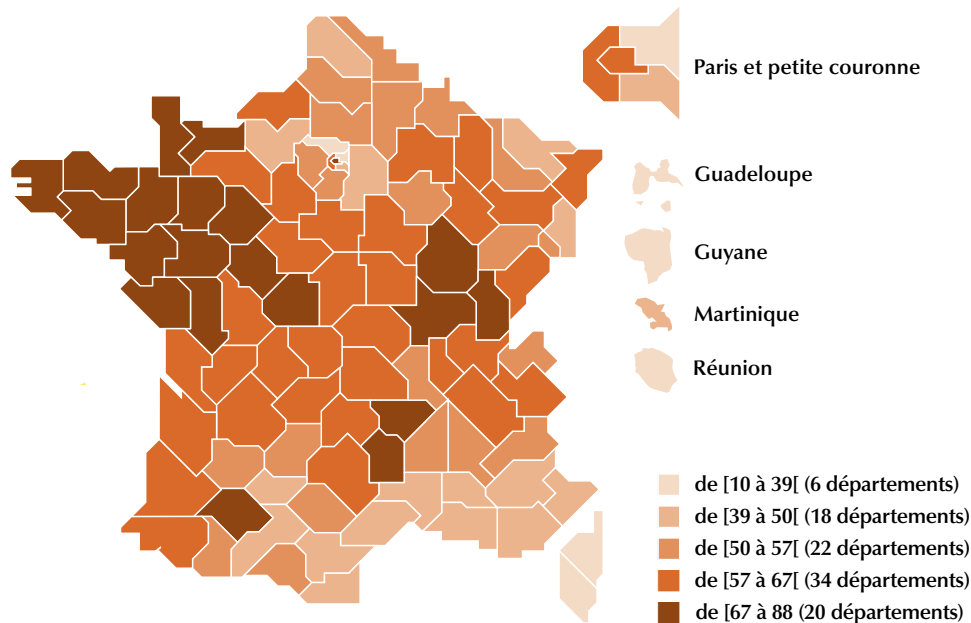 Paris et petite couronne
Guadeloupe
Guyane
Martinique
Réunion
de [10 à 39[ (6 départements)
de [39 à 50[ (18 départements)
de [50 à 57[ (22 départements)
de [57 à 67[ (34 départements)
de [67 à 88 (20 départements)